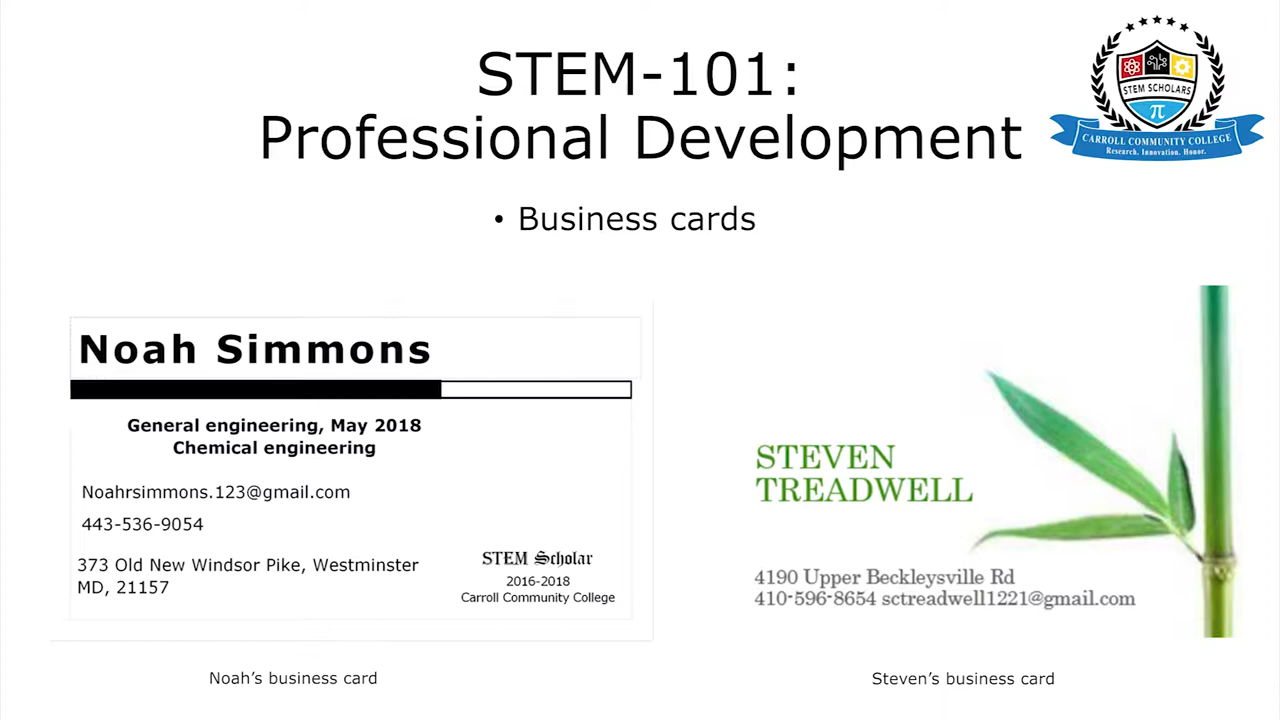 STEM-101:
Professional Development
STEM SCHOLARS
π
CARROLL COMMUNITY COLLEGE
Research. Innovation. Honor.
• Business cards
Noah Simmons
General engineering, May 2018
Chemical engineering
Noahrsimmons.123@gmail.com
443-536-9054
373 Old New Windsor Pike, Westminster
MD, 21157
STEM Scholar
2016-2018
Carroll Community College
STEVEN
TREADWELL
4190 Upper Beckleysville Rd
410-596-8654 sctreadwell1221@gmail.com
Noah’s business card
Steven’s business card